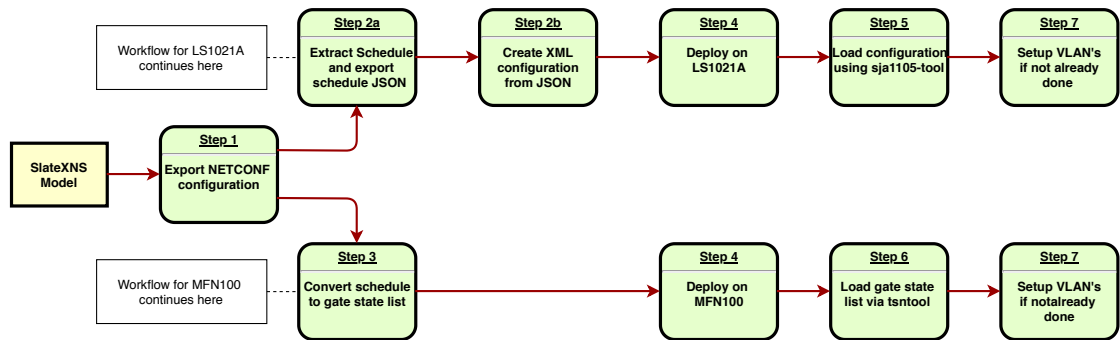 Step 2a
Extract Schedule
and export
schedule JSON
Step 2b
Create XML
configuration
from JSON
Step 4
Deploy on
LS1021A
Step 5
Load configuration
using sja1105-tool
Step 7
Setup VLAN's
if not already
done
Workflow for LS1021A
continues here
SlateXNS
Model
Step 1
Export NETCONF
configuration
Workflow for MFN100
continues here
Step 3
Convert schedule
to gate state list
Step 4
Deploy on
MFN100
Step 6
Load gate state
list via tsntool
Step 7
Setup VLAN's
if notalready
done